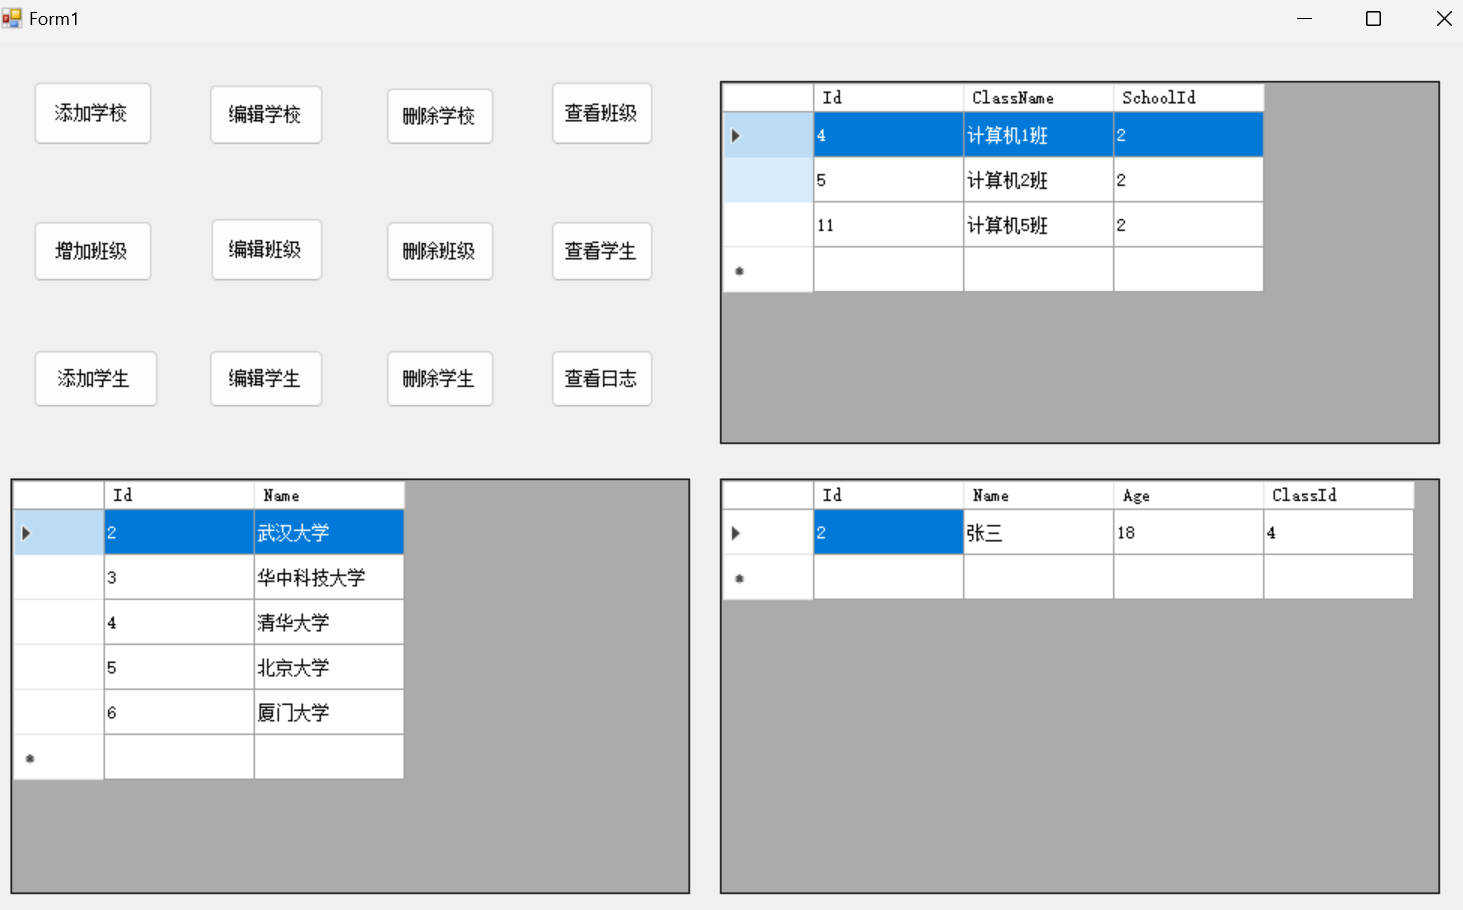 Form1
添加学校 编辑学校 删除学校 查看班级
增加班级 编辑班级 删除班级 查看学生
添加学生 编辑学生 删除学生 查看日志
Id ClassName SchoolId
4 计算机1班 2
5 计算机2班 2
11 计算机5班 2
Id Name
2 武汉大学
3 华中科技大学
4 清华大学
5 北京大学
6 厦门大学
Id Name Age ClassId
2 张三 18 4